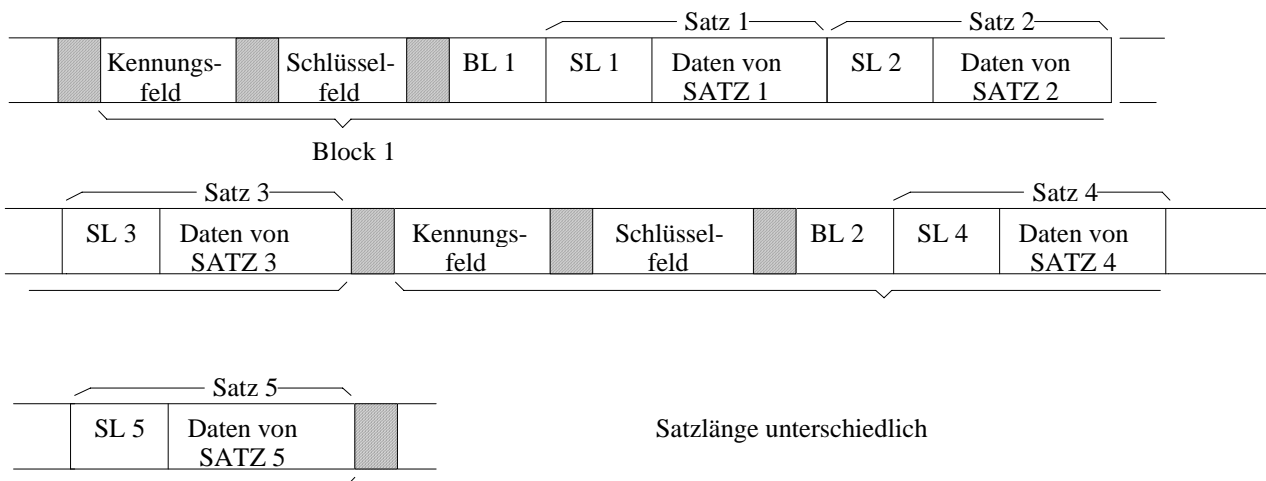 Satz 1 Satz 2
Kennungs- Schlüssel- BL 1 SL 1 Daten von SL 2 Daten von
feld feld SATZ 1 SATZ 2
Block 1
Satz 3 Satz 4
SL 3 Daten von Kennungs- Schlüssel- BL 2 SL 4 Daten von
SATZ 3 feld feld SATZ 4
Satz 5
SL 5 Daten von Satzlänge unterschiedlich
SATZ 5